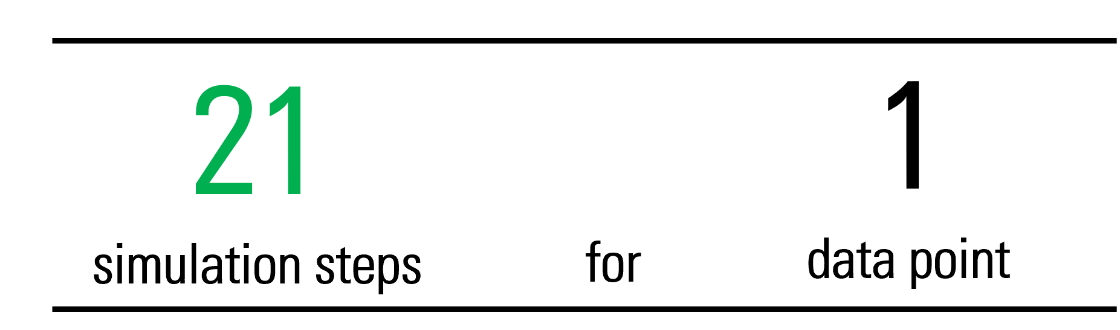 21 1
simulation steps for data point